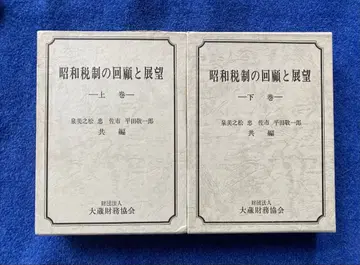 昭和税制の回顧と展望
―上 巻―
泉美之松 忠 佐市 平田敬一郎
共 編
財団法人
大蔵財務協会
昭和税制の回顧と展望
―下 巻―
泉美之松 忠 佐市 平田敬一郎
共 編
財団法人
大蔵財務協会